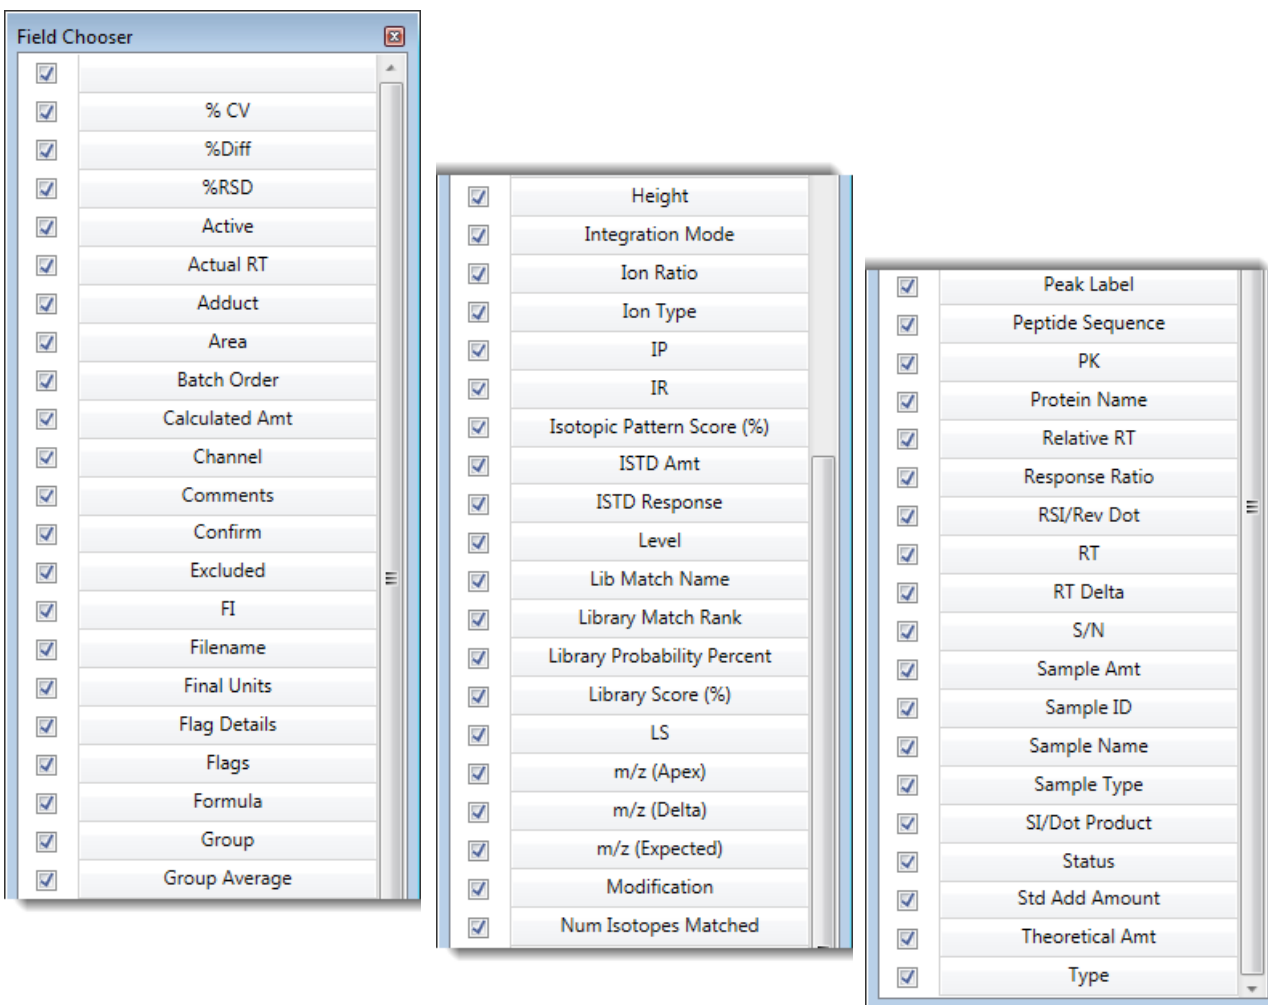 Field Chooser
% CV
%Diff
%RSD
Active
Actual RT
Adduct
Area
Batch Order
Calculated Amt
Channel
Comments
Confirm
Excluded
FI
Filename
Final Units
Flag Details
Flags
Formula
Group
Group Average
Height
Integration Mode
Ion Ratio
Ion Type
IP
IR
Isotopic Pattern Score (%)
ISTD Amt
ISTD Response
Level
Lib Match Name
Library Match Rank
Library Probability Percent
Library Score (%)
LS
m/z (Apex)
m/z (Delta)
m/z (Expected)
Modification
Num Isotopes Matched
Peak Label
Peptide Sequence
PK
Protein Name
Relative RT
Response Ratio
RSI/Rev Dot
RT
RT Delta
S/N
Sample Amt
Sample ID
Sample Name
Sample Type
SI/Dot Product
Status
Std Add Amount
Theoretical Amt
Type